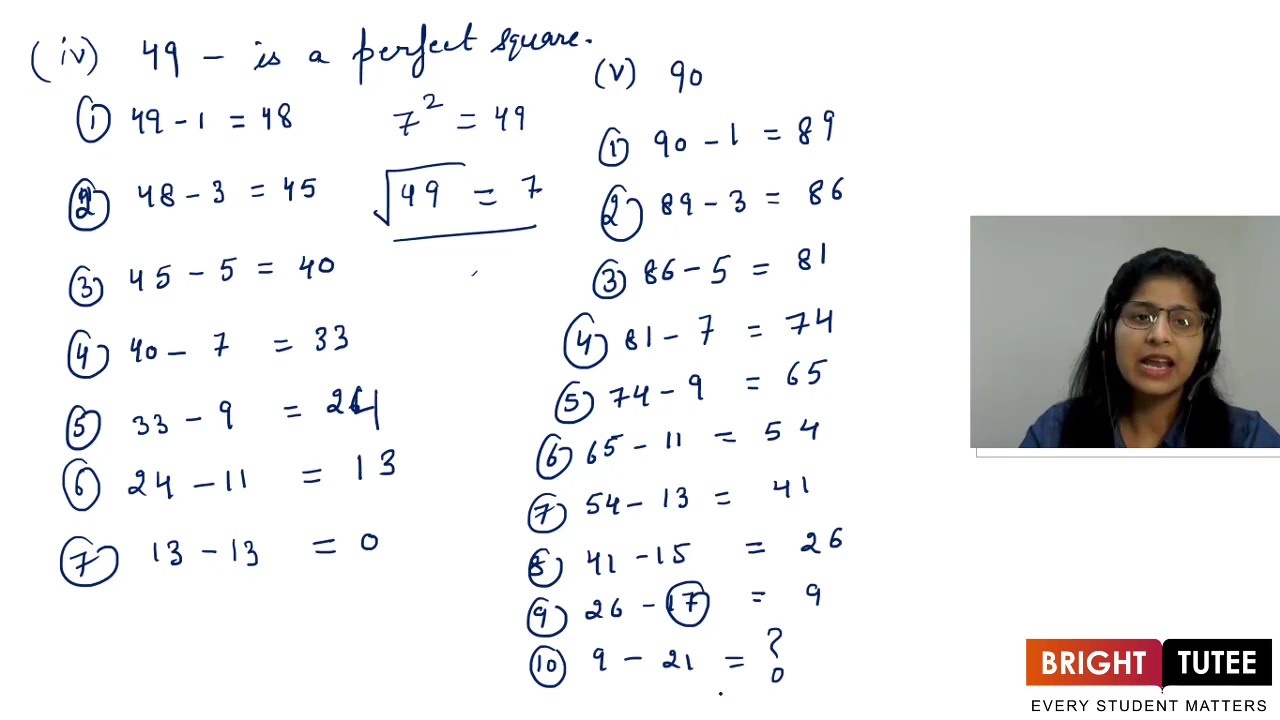 (iv) 49 - is a perfect square.
① 49 - 1 = 48
7² = 49
② 48 - 3 = 45
√49 = 7
③ 45 - 5 = 40
④ 40 - 7 = 33
⑤ 33 - 9 = 24
⑥ 24 - 11 = 13
⑦ 13 - 13 = 0
(V) 90
① 90 - 1 = 89
② 89 - 3 = 86
③ 86 - 5 = 81
④ 81 - 7 = 74
⑤ 74 - 9 = 65
⑥ 65 - 11 = 54
⑦ 54 - 13 = 41
⑧ 41 - 15 = 26
⑨ 26 - 17 = 9
⑩ 9 - 21 = ?
BRIGHT TUTEE
EVERY STUDENT MATTERS